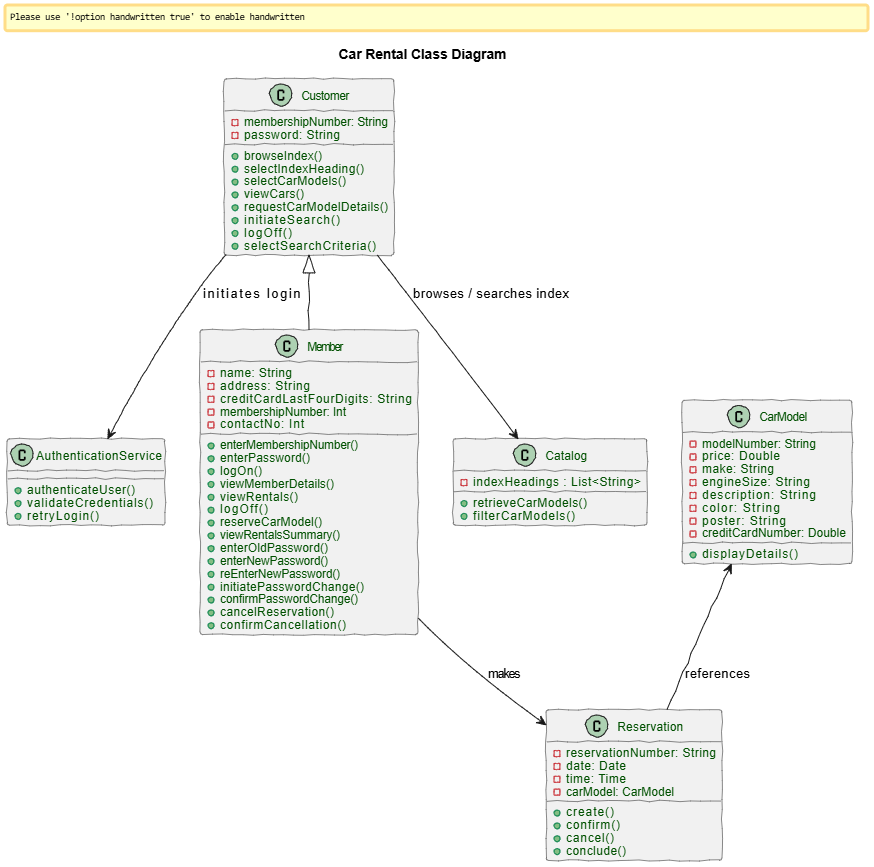 Please use '!option handwritten true' to enable handwritten
Car Rental Class Diagram
C Customer
membershipNumber: String
password: String
browseIndex()
selectIndexHeading()
selectCarModels()
viewCars()
requestCarModelDetails()
initiateSearch()
logOff()
selectSearchCriteria()
initiates login
browses / searches index
C Member
name: String
address: String
creditCardLastFourDigits: String
membershipNumber: Int
contactNo: Int
enterMembershipNumber()
enterPassword()
logOn()
viewMemberDetails()
viewRentals()
logOff()
reserveCarModel()
viewRentalsSummary()
enterOldPassword()
enterNewPassword()
reEnterNewPassword()
initiatePasswordChange()
confirmPasswordChange()
cancelReservation()
confirmCancellation()
C AuthenticationService
authenticateUser()
validateCredentials()
retryLogin()
C Catalog
indexHeadings : List<String>
retrieveCarModels()
filterCarModels()
C CarModel
modelNumber: String
price: Double
make: String
engineSize: String
description: String
color: String
poster: String
creditCardNumber: Double
displayDetails()
makes
references
C Reservation
reservationNumber: String
date: Date
time: Time
carModel: CarModel
create()
confirm()
cancel()
conclude()